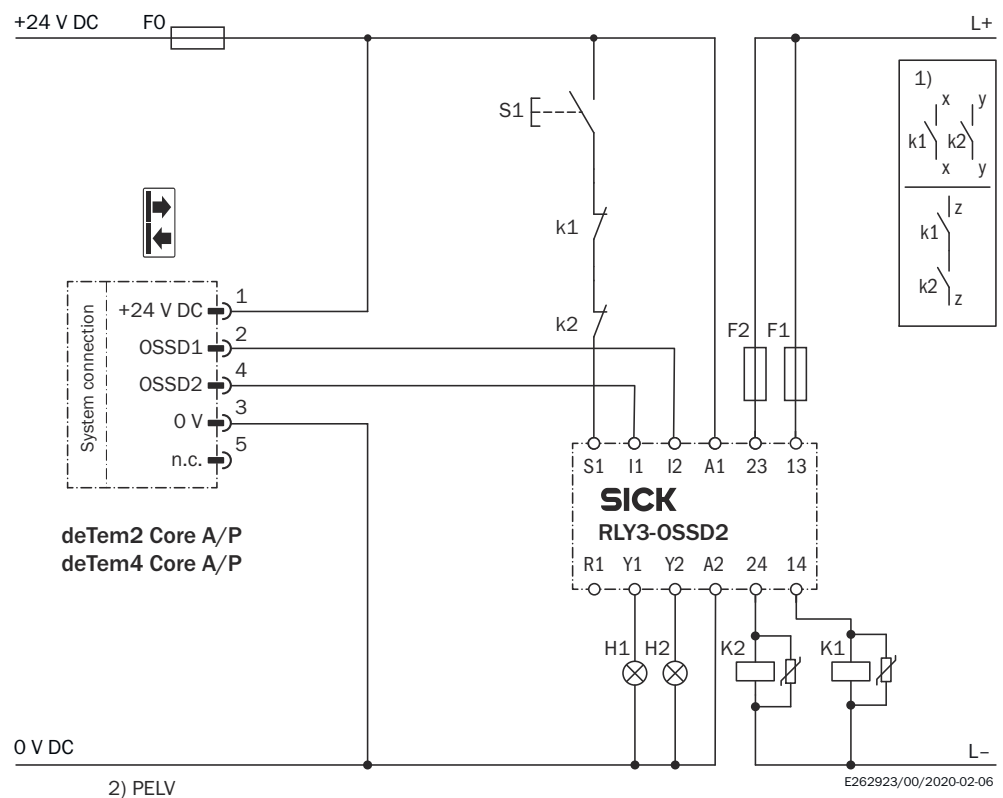 +24 V DC F0 L+
1)
x y
S1 k1 k2
x y
z
k1
k1
k2
z
k2
F2 F1
System connection
+24 V DC 1
OSSD1 2
OSSD2 4
0 V 3
n.c. 5
S1 I1 I2 A1 23 13
SICK
RLY3-OSSD2
R1 Y1 Y2 A2 24 14
deTem2 Core A/P
deTem4 Core A/P
H1 H2 K2 K1
0 V DC L–
2) PELV
E262923/00/2020-02-06